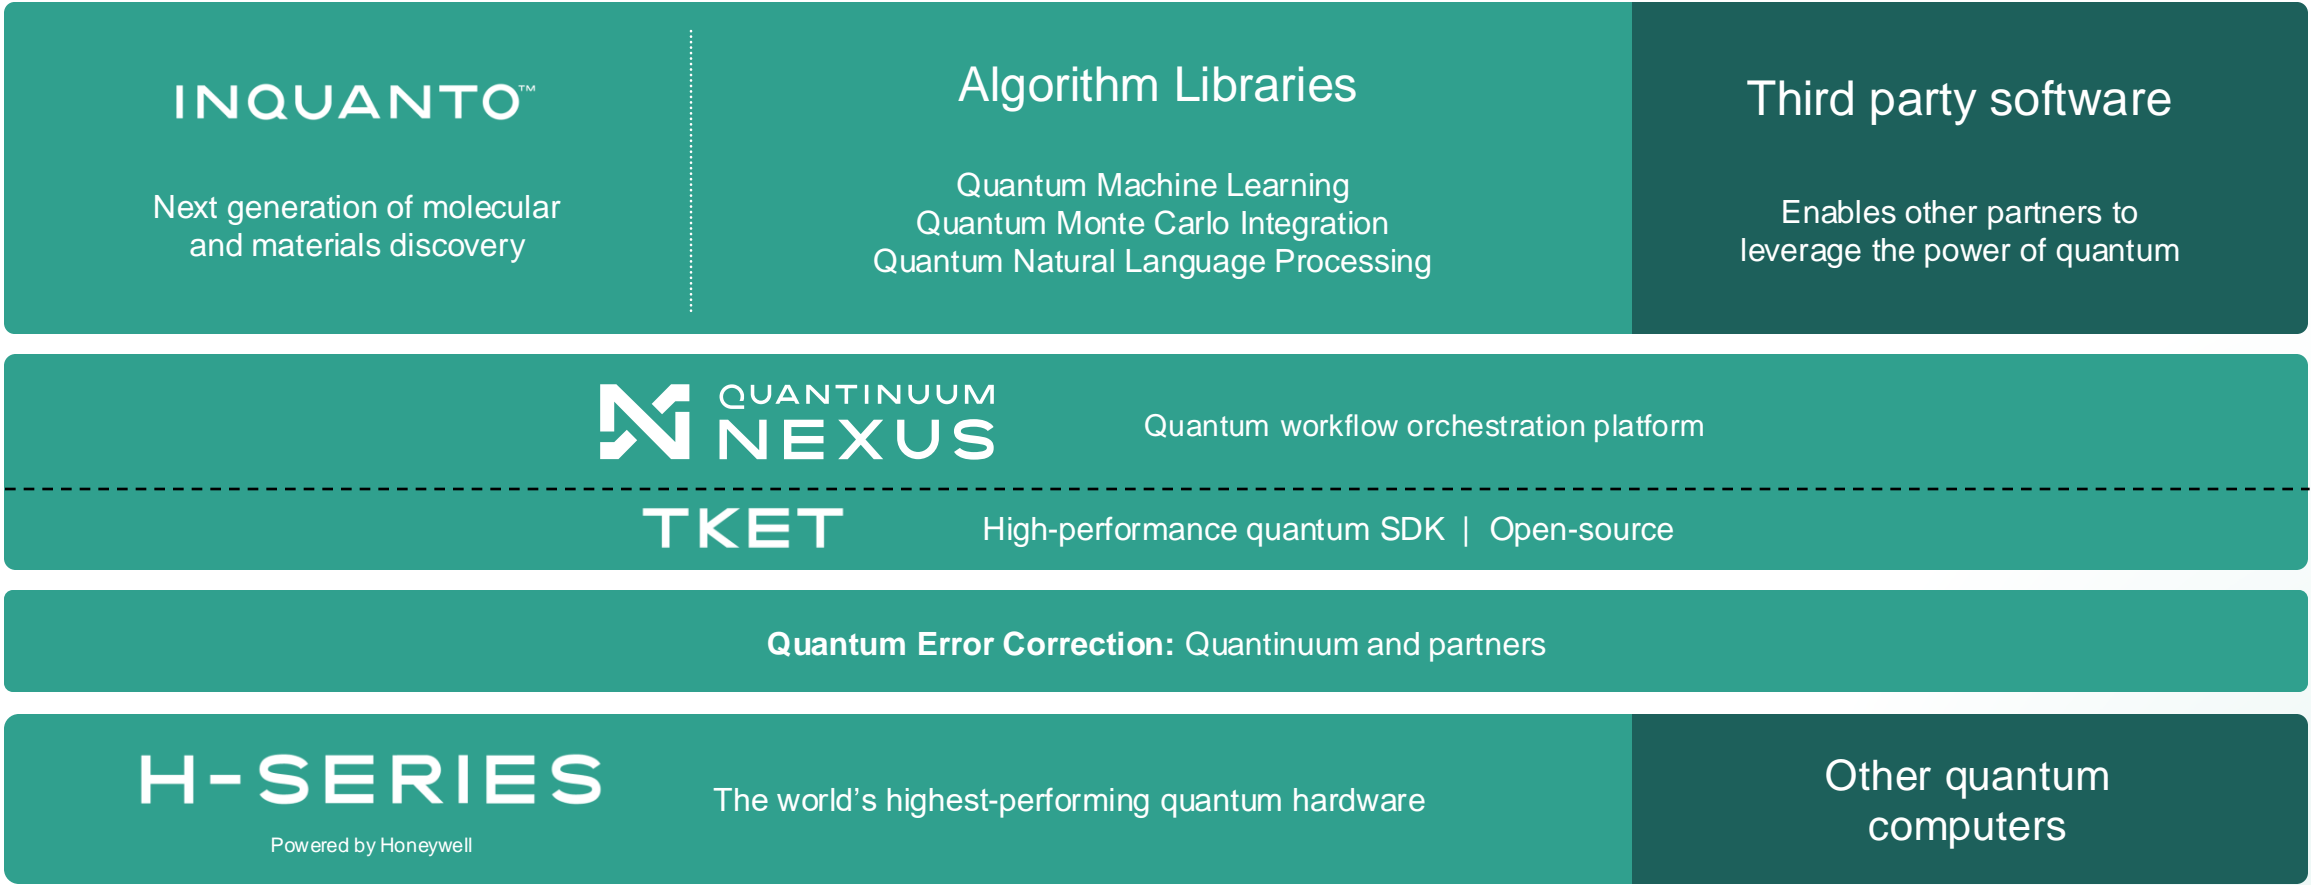 INQUANTO™
Next generation of molecular
and materials discovery
Algorithm Libraries
Quantum Machine Learning
Quantum Monte Carlo Integration
Quantum Natural Language Processing
Third party software
Enables other partners to
leverage the power of quantum
QUANTINUUM
NEXUS
Quantum workflow orchestration platform
TKET
High-performance quantum SDK | Open-source
Quantum Error Correction: Quantinuum and partners
H-SERIES
Powered by Honeywell
The world’s highest-performing quantum hardware
Other quantum
computers